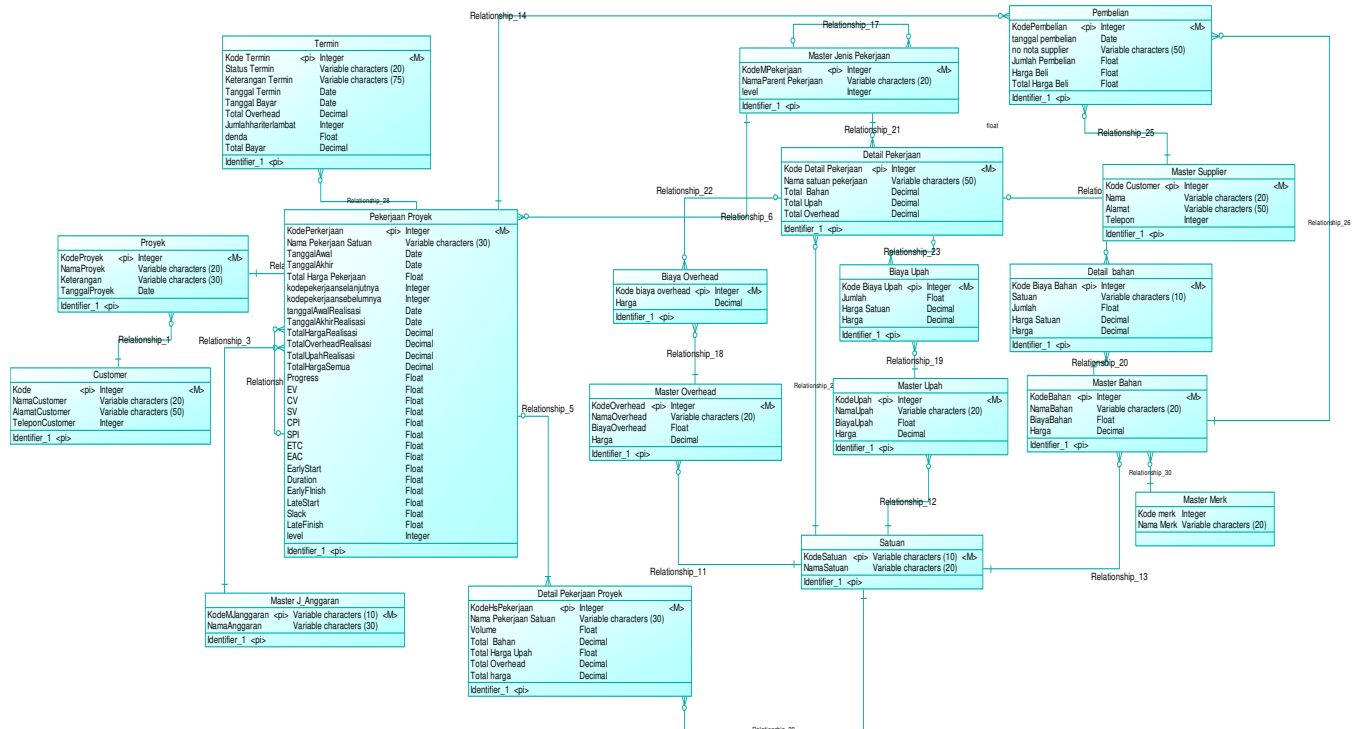 Relationship_14
Relationship_17
Pembelian
KodePembelian <pi> Integer <M>
tanggal pembelian Date
no nota supplier Variable characters (50)
Jumlah Pembelian Float
Harga Beli Float
Total Harga Beli Float
Identifier_1 <pi>
Termin
Kode Termin <pi> Integer <M>
Status Termin Variable characters (20)
Keterangan Termin Variable characters (75)
Tanggal Termin Date
Tanggal Bayar Date
Total Overhead Decimal
Jumlahhariterlambat Integer
denda Float
Total Bayar Decimal
Identifier_1 <pi>
Master Jenis Pekerjaan
KodeMPekerjaan <pi> Integer <M>
NamaParent Pekerjaan Variable characters (20)
level Integer
Identifier_1 <pi>
Relationship_21
float
Relationship_25
Detail Pekerjaan
Kode Detail Pekerjaan <pi> Integer <M>
Nama satuan pekerjaan Variable characters (50)
Total Bahan Decimal
Total Upah Decimal
Total Overhead Decimal
Identifier_1 <pi>
Master Supplier
Kode Customer <pi> Integer <M>
Nama Variable characters (20)
Alamat Variable characters (50)
Telepon Integer
Identifier_1 <pi>
Relationship_22
Relatio
Relationship_28
Relationship_6
Relationship_26
Pekerjaan Proyek
KodePerkerjaan <pi> Integer <M>
Nama Pekerjaan Satuan Variable characters (30)
TanggalAwal Date
TanggalAkhir Date
Total Harga Pekerjaan Float
kodepekerjaanselanjutnya Integer
kodepekerjaansebelumnya Integer
tanggalAwalRealisasi Date
TanggalAkhirRealisasi Date
TotalHargaRealisasi Decimal
TotalOverheadRealisasi Decimal
TotalUpahRealisasi Decimal
TotalHargaSemua Decimal
Progress Float
EV Float
CV Float
SV Float
CPI Float
SPI Float
ETC Float
EAC Float
EarlyStart Float
Duration Float
EarlyFInish Float
LateStart Float
Slack Float
LateFinish Float
level Integer
Identifier_1 <pi>
Proyek
KodeProyek <pi> Integer <M>
NamaProyek Variable characters (20)
Keterangan Variable characters (30)
TanggalProyek Date
Identifier_1 <pi>
Rela
Relationship_23
Biaya Overhead
Kode biaya overhead <pi> Integer <M>
Harga Decimal
Identifier_1 <pi>
Biaya Upah
Kode Biaya Upah <pi> Integer <M>
Jumlah Float
Harga Satuan Decimal
Harga Decimal
Identifier_1 <pi>
Detail bahan
Kode Biaya Bahan <pi> Integer <M>
Satuan Variable characters (10)
Jumlah Float
Harga Satuan Decimal
Harga Decimal
Identifier_1 <pi>
Relationship_1
Relationship_3
Relationship_18
Relationship_19
Relationship_20
Customer
Kode <pi> Integer <M>
NamaCustomer Variable characters (20)
AlamatCustomer Variable characters (50)
TeleponCustomer Integer
Identifier_1 <pi>
Relationsh
Relationship_5
Relationship_2
Master Overhead
KodeOverhead <pi> Integer <M>
NamaOverhead Variable characters (20)
BiayaOverhead Float
Harga Decimal
Identifier_1 <pi>
Master Upah
KodeUpah <pi> Integer <M>
NamaUpah Variable characters (20)
BiayaUpah Float
Harga Decimal
Identifier_1 <pi>
Master Bahan
KodeBahan <pi> Integer <M>
NamaBahan Variable characters (20)
BiayaBahan Float
Harga Decimal
Identifier_1 <pi>
Relationship_30
Relationship_12
Master Merk
Kode merk Integer
Nama Merk Variable characters (20)
Satuan
KodeSatuan <pi> Variable characters (10) <M>
NamaSatuan Variable characters (20)
Identifier_1 <pi>
Relationship_11
Relationship_13
Master J_Anggaran
KodeMJanggaran <pi> Variable characters (10) <M>
NamaAnggaran Variable characters (30)
Identifier_1 <pi>
Detail Pekerjaan Proyek
KodeHsPekerjaan <pi> Integer <M>
Nama Pekerjaan Satuan Variable characters (30)
Volume Float
Total Bahan Decimal
Total Harga Upah Float
Total Overhead Decimal
Total harga Decimal
Identifier_1 <pi>